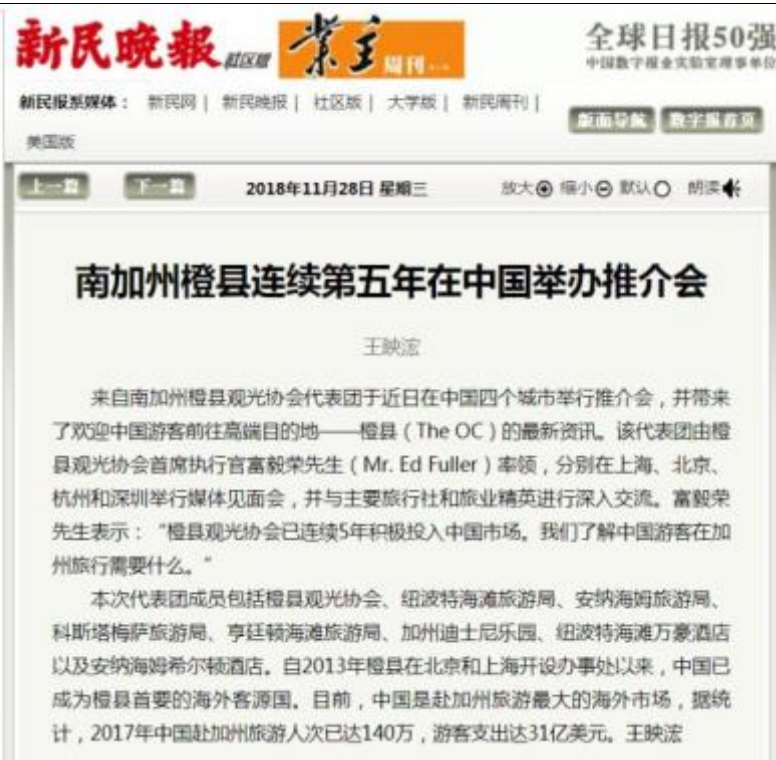 新民晚报 社区版 业主周刊
全球日报50强
中国数字报业实验室理事单位
新民报系媒体： 新民网 | 新民晚报 | 社区版 | 大学版 | 新民周刊 |
美国版
版面导航 数字报首页
上一篇 下一篇 2018年11月28日 星期三 放大 缩小 默认 朗读
南加州橙县连续第五年在中国举办推介会
王映浤
来自南加州橙县观光协会代表团于近日在中国四个城市举行推介会，并带来
了欢迎中国游客前往高端目的地——橙县（The OC）的最新资讯。该代表团由橙
县观光协会首席执行官富毅荣先生（Mr. Ed Fuller）率领，分别在上海、北京、
杭州和深圳举行媒体见面会，并与主要旅行社和旅业精英进行深入交流。富毅荣
先生表示：“橙县观光协会已连续5年积极投入中国市场。我们了解中国游客在加
州旅行需要什么。”
本次代表团成员包括橙县观光协会、纽波特海滩旅游局、安纳海姆旅游局、
科斯塔梅萨旅游局、亨廷顿海滩旅游局、加州迪士尼乐园、纽波特海滩万豪酒店
以及安纳海姆希尔顿酒店。自2013年橙县在北京和上海开设办事处以来，中国已
成为橙县首要的海外客源国。目前，中国是赴加州旅游最大的海外市场，据统
计，2017年中国赴加州旅游人次已达140万，游客支出达31亿美元。王映浤